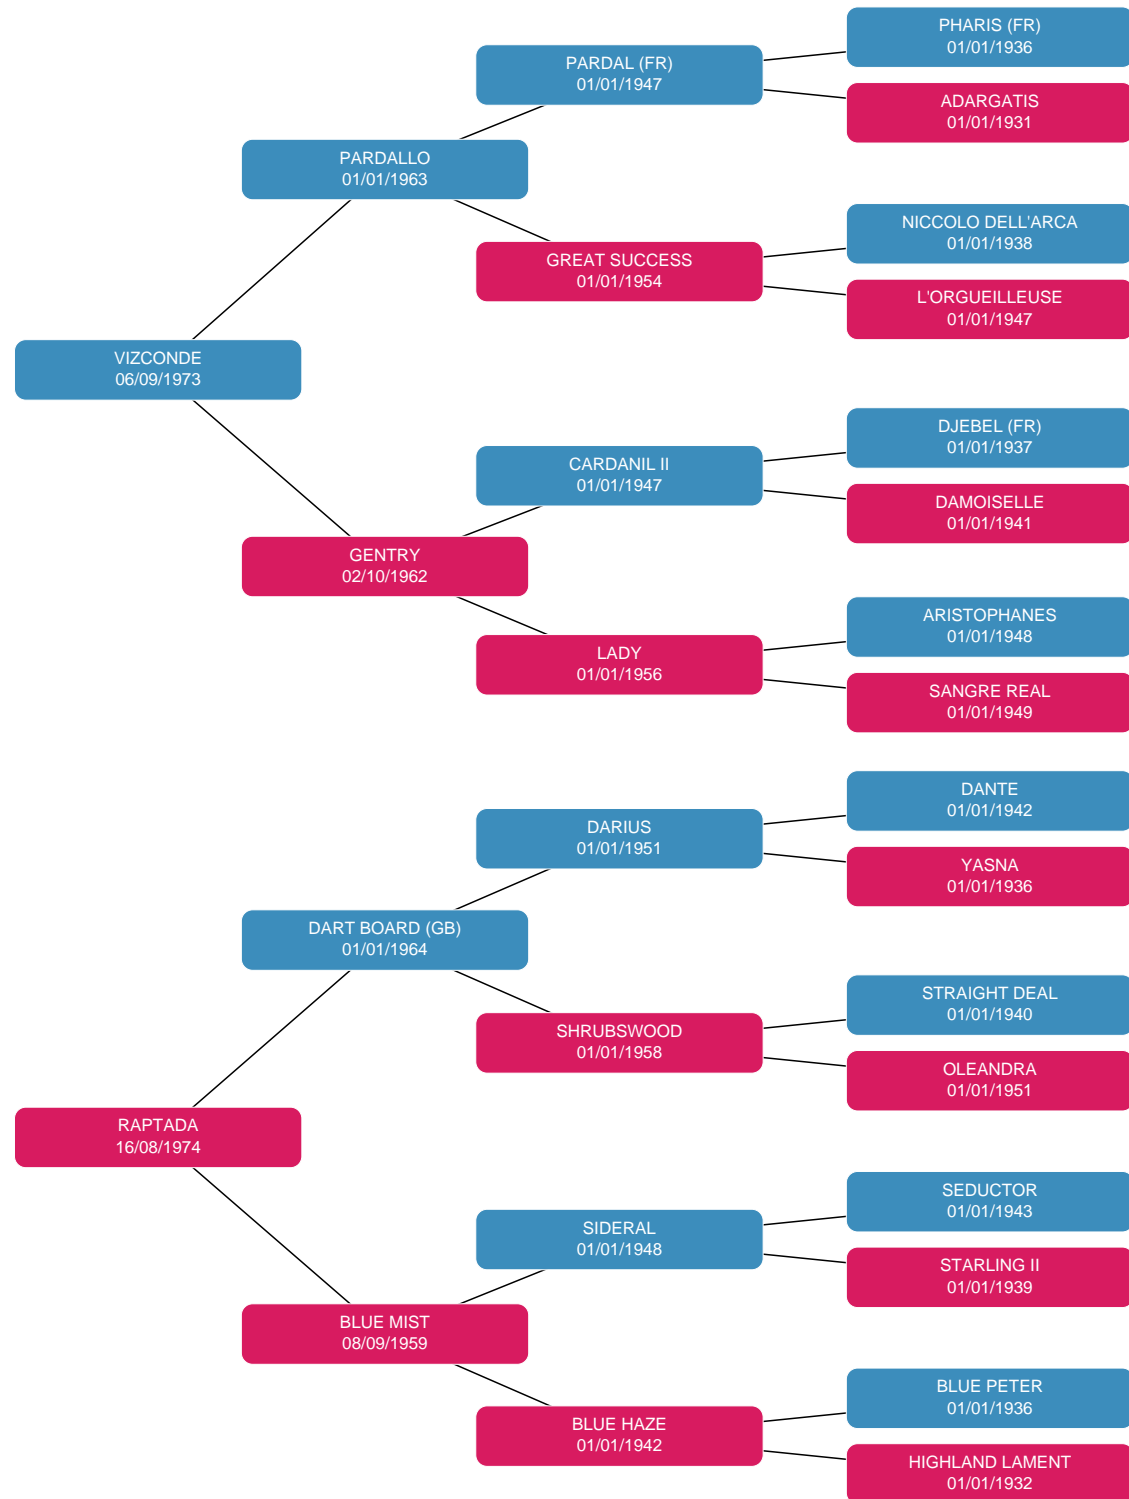 PHARIS (FR)
01/01/1936
PARDAL (FR)
01/01/1947
ADARGATIS
01/01/1931
PARDALLO
01/01/1963
NICCOLO DELL'ARCA
01/01/1938
GREAT SUCCESS
01/01/1954
L'ORGUEILLEUSE
01/01/1947
VIZCONDE
06/09/1973
DJEBEL (FR)
01/01/1937
CARDANIL II
01/01/1947
DAMOISELLE
01/01/1941
GENTRY
02/10/1962
ARISTOPHANES
01/01/1948
LADY
01/01/1956
SANGRE REAL
01/01/1949
DANTE
01/01/1942
DARIUS
01/01/1951
YASNA
01/01/1936
DART BOARD (GB)
01/01/1964
STRAIGHT DEAL
01/01/1940
SHRUBSWOOD
01/01/1958
OLEANDRA
01/01/1951
RAPTADA
16/08/1974
SEDUCTOR
01/01/1943
SIDERAL
01/01/1948
STARLING II
01/01/1939
BLUE MIST
08/09/1959
BLUE PETER
01/01/1936
BLUE HAZE
01/01/1942
HIGHLAND LAMENT
01/01/1932